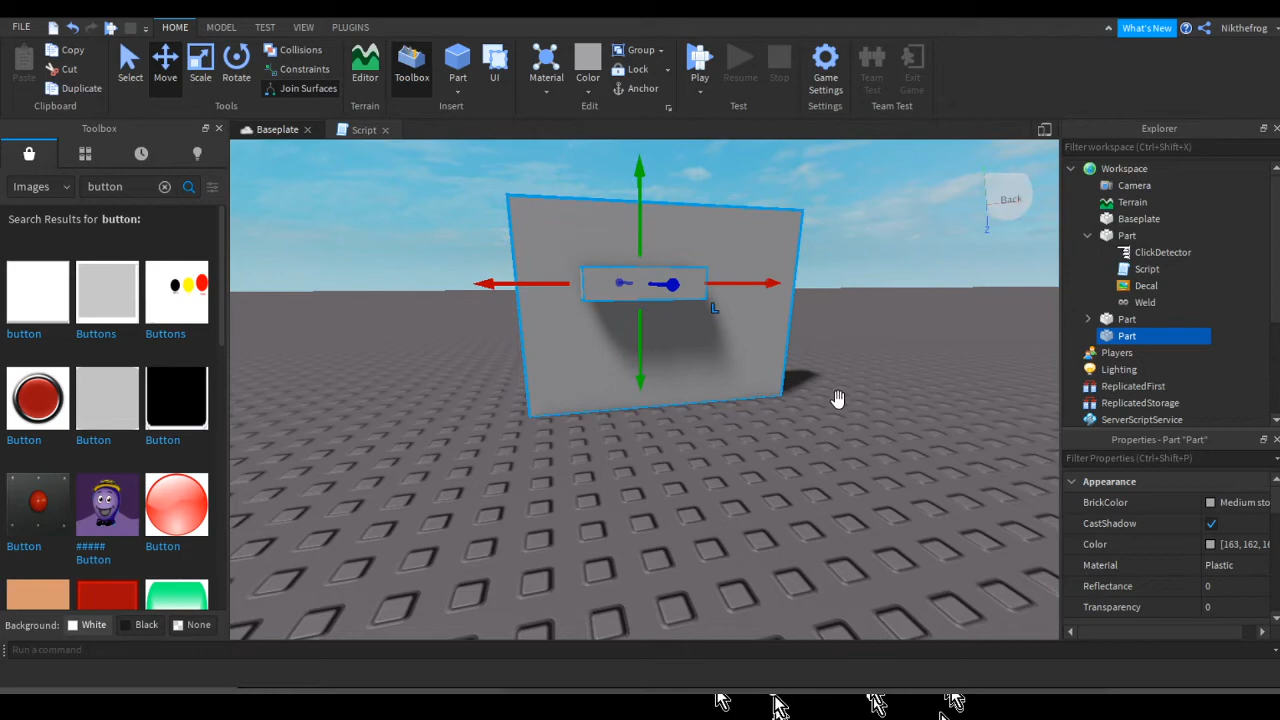 FILE HOME MODEL TEST VIEW PLUGINS What's New Nikthefrog
Paste Copy Cut Duplicate Clipboard
Select Move Scale Rotate Collisions Constraints Join Surfaces Tools
Editor Terrain
Toolbox Part UI Insert
Material Color Group Lock Anchor Edit
Play Resume Stop Test
Game Settings Settings
Team Test Exit Game Team Test
Toolbox
Images button
Search Results for button:
button Buttons Buttons
Button Button Button
Button ##### Button Button
Background: White Black None
Baseplate Script
Back
Z
L
Explorer
Filter workspace (Ctrl+Shift+X)
Workspace
Camera
Terrain
Baseplate
Part
ClickDetector
Script
Decal
Weld
Part
Part
Players
Lighting
ReplicatedFirst
ReplicatedStorage
ServerScriptService
Properties - Part "Part"
Filter Properties (Ctrl+Shift+P)
Appearance
BrickColor Medium sto
CastShadow
Color [163, 162, 16
Material Plastic
Reflectance 0
Transparency 0
Run a command